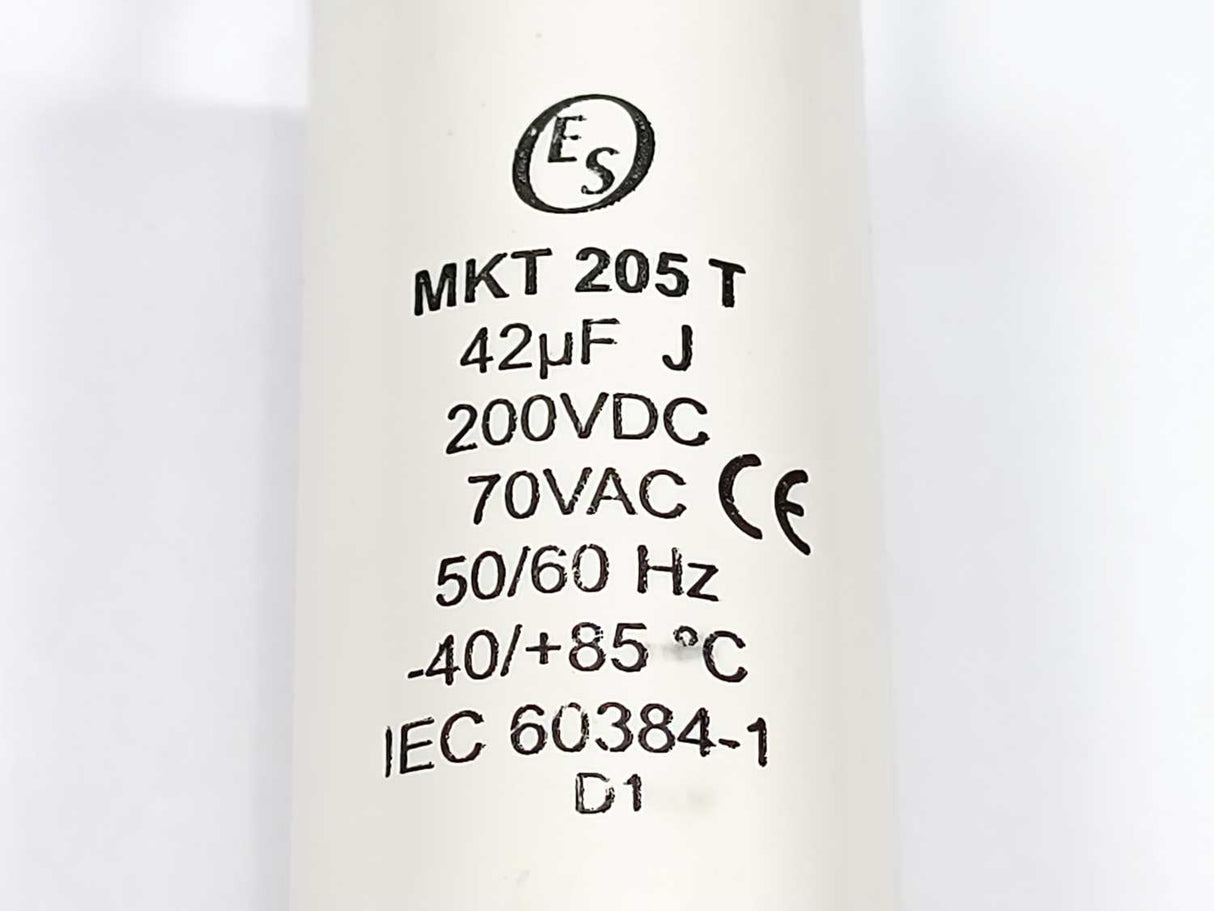 ES
MKT 205 T
42µF J
200VDC
70VAC CE
50/60 Hz
-40/+85 °C
IEC 60384-1
D1